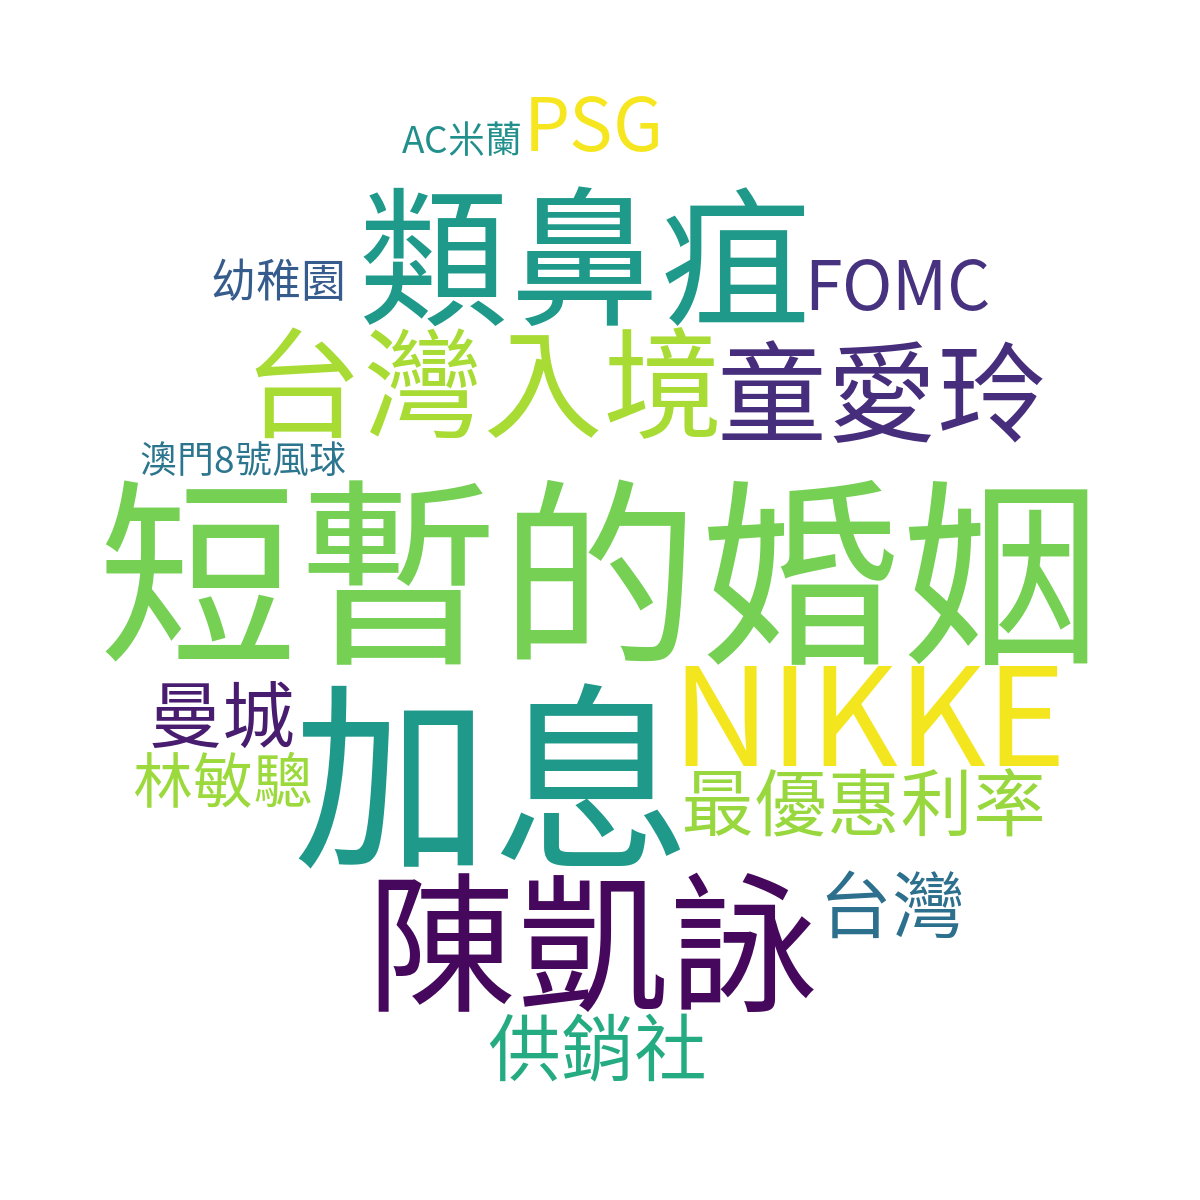 AC米蘭
PSG
類鼻疽
幼稚園
FOMC
台灣入境
童愛玲
澳門8號風球
短暫的婚姻
曼城
加息
NIKKE
林敏驄
最優惠利率
陳凱詠
台灣
供銷社